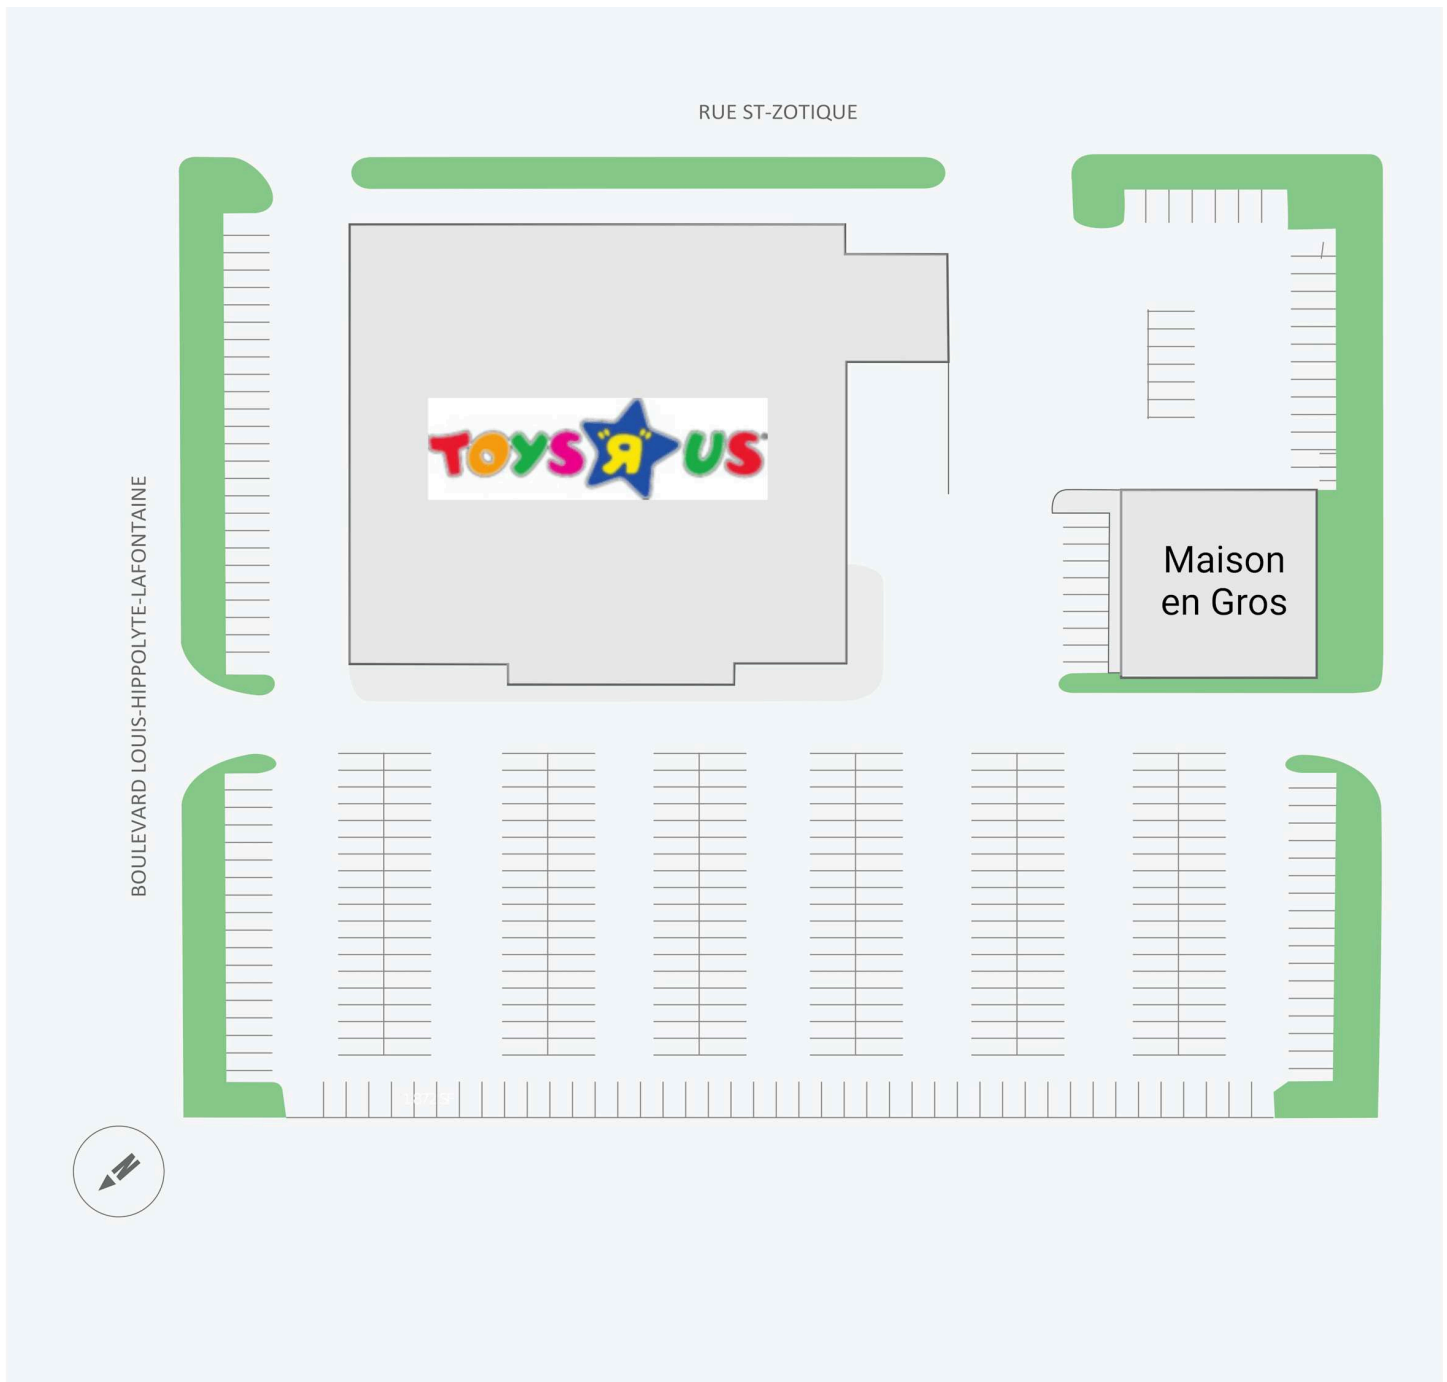 RUE ST-ZOTIQUE
TOYS R US
BOULEVARD LOUIS-HIPPOLYTE-LAFONTAINE
Maison
en Gros
N